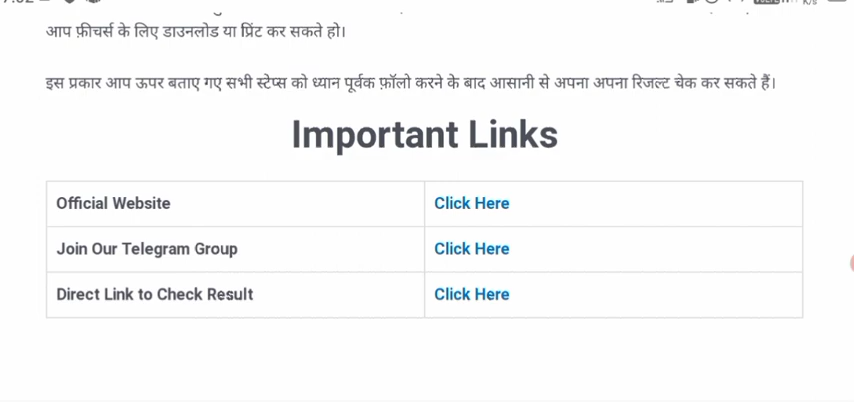 आप फ़ीचर्स के लिए डाउनलोड या प्रिंट कर सकते हो।
इस प्रकार आप ऊपर बताए गए सभी स्टेप्स को ध्यान पूर्वक फ़ॉलो करने के बाद आसानी से अपना अपना रिजल्ट चेक कर सकते हैं।
Important Links
Official Website Click Here
Join Our Telegram Group Click Here
Direct Link to Check Result Click Here